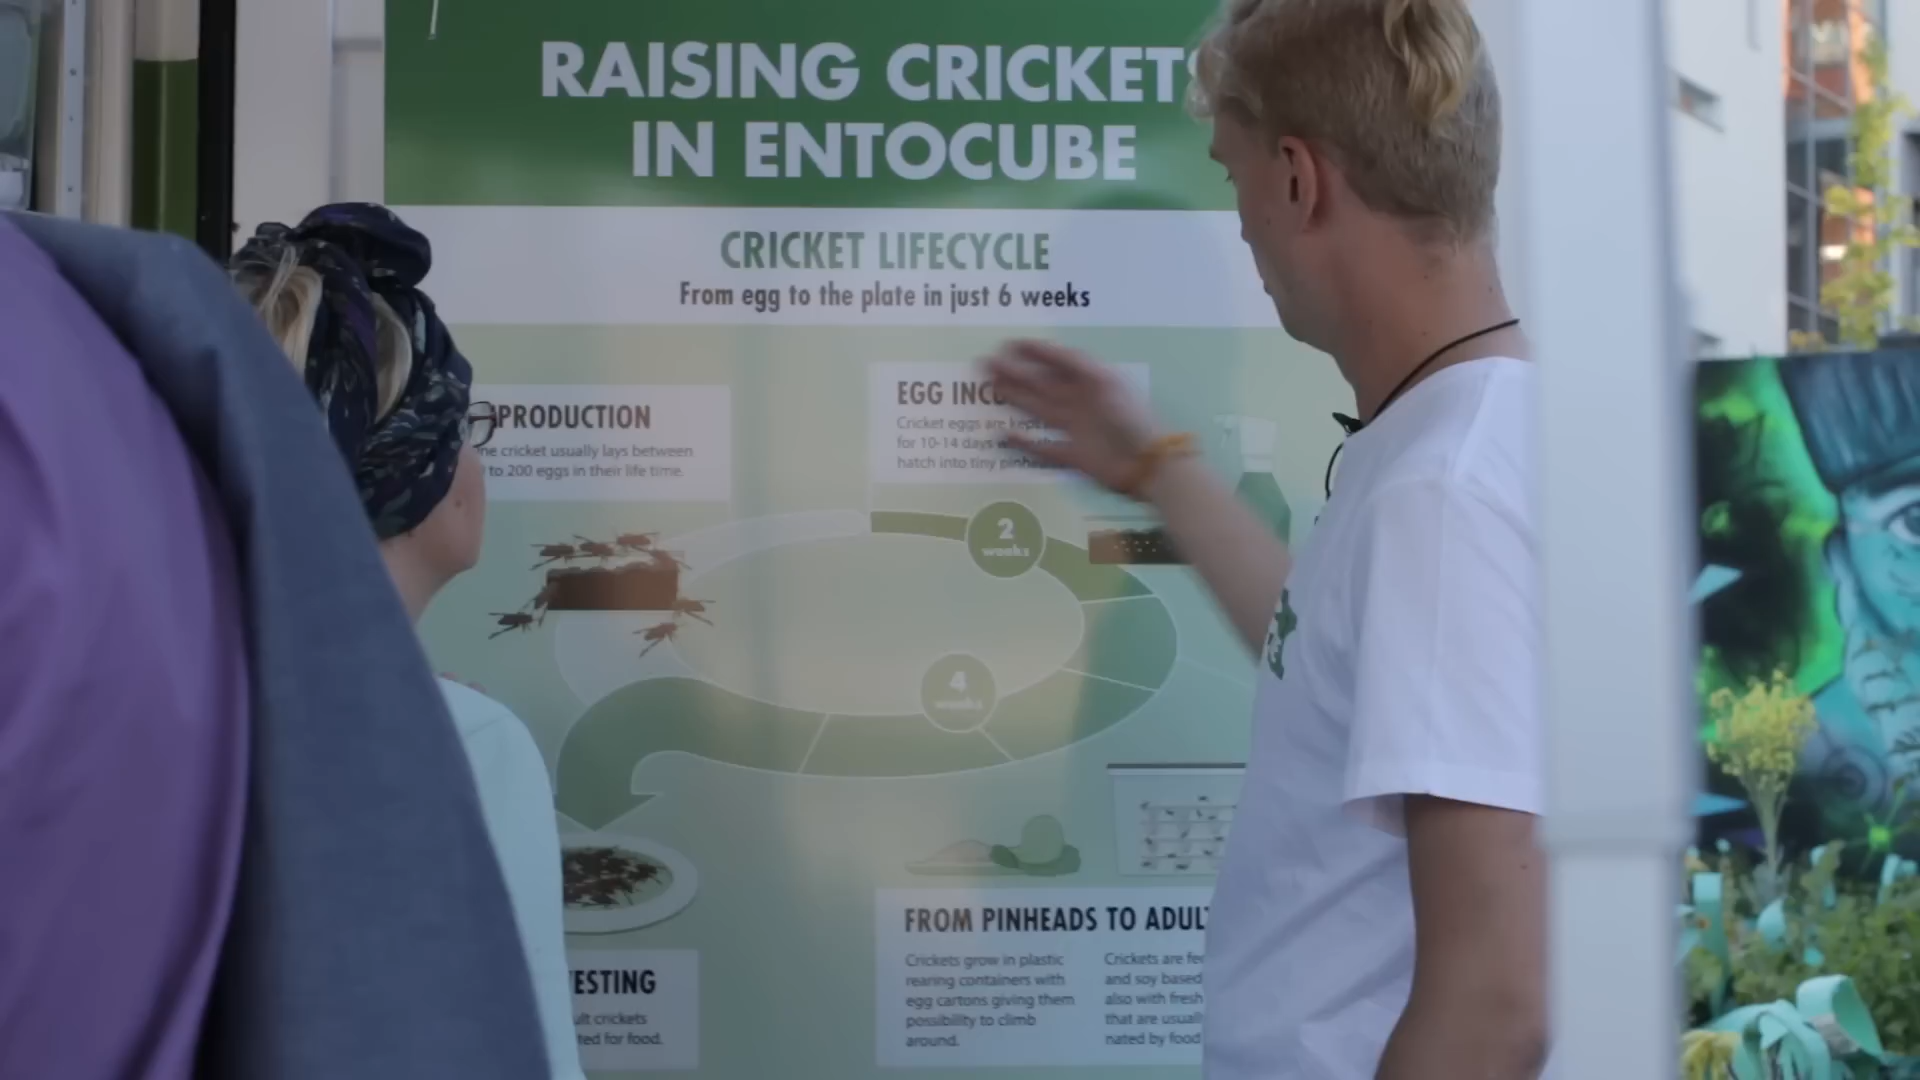 RAISING CRICKETS
IN ENTOCUBE
CRICKET LIFECYCLE
From egg to the plate in just 6 weeks
PRODUCTION
cricket usually lays between
to 200 eggs in their life time.
EGG
Cricket eggs are kept
for 10-14 days
hatch into tiny
2
weeks
4
weeks
ESTING
crickets
for food.
FROM PINHEADS TO ADUL
Crickets grow in plastic
rearing containers with
egg cartons giving them
possibility to climb
around.
Crickets are fe
and soy based
also with fresh
that are usual
nated by food